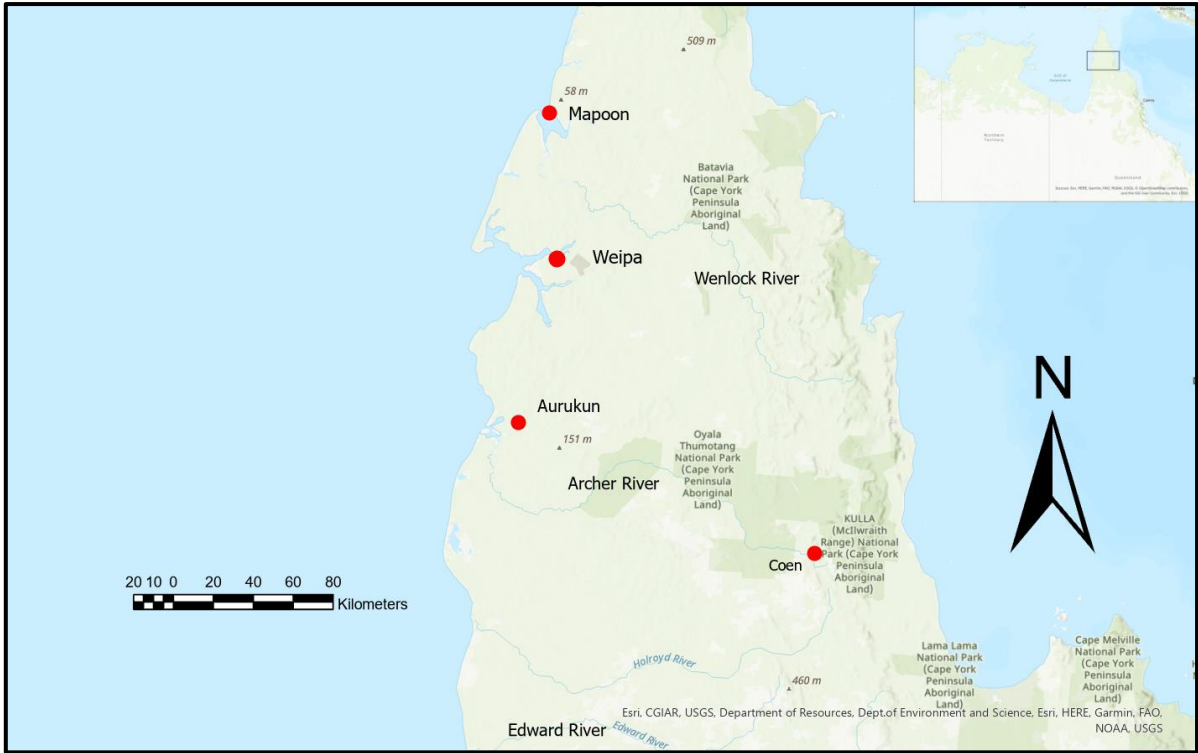 509 m
58 m
Mapoon
Batavia
National Park
(Cape York
Peninsula
Aboriginal
Land)
Weipa
Wenlock River
N
Aurukun
151 m
Oyala
Thumotang
National Park
(Cape York
Peninsula
Aboriginal
Land)
Archer River
KULLA
(McIlwraith
Range) National
Park (Cape York
Peninsula
Aboriginal
Land)
Coen
20 10 0 20 40 60 80
Kilometers
Holroyd River
Lama Lama
National Park
(Cape York
Peninsula
Aboriginal
Land)
Cape Melville
National Park
(Cape York
Peninsula
Aboriginal
Land)
460 m
Edward River
Edward River
Esri, CGIAR, USGS, Department of Resources, Dept.of Environment and Science, Esri, HERE, Garmin, FAO,
NOAA, USGS
Cairns
Northern
Territory
Queensland